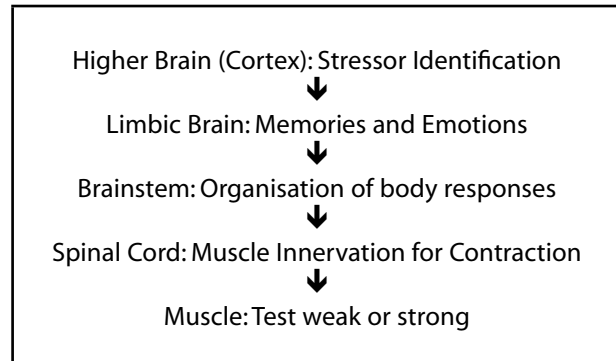 Higher Brain (Cortex): Stressor Identification
Limbic Brain: Memories and Emotions
Brainstem: Organisation of body responses
Spinal Cord: Muscle Innervation for Contraction
Muscle: Test weak or strong